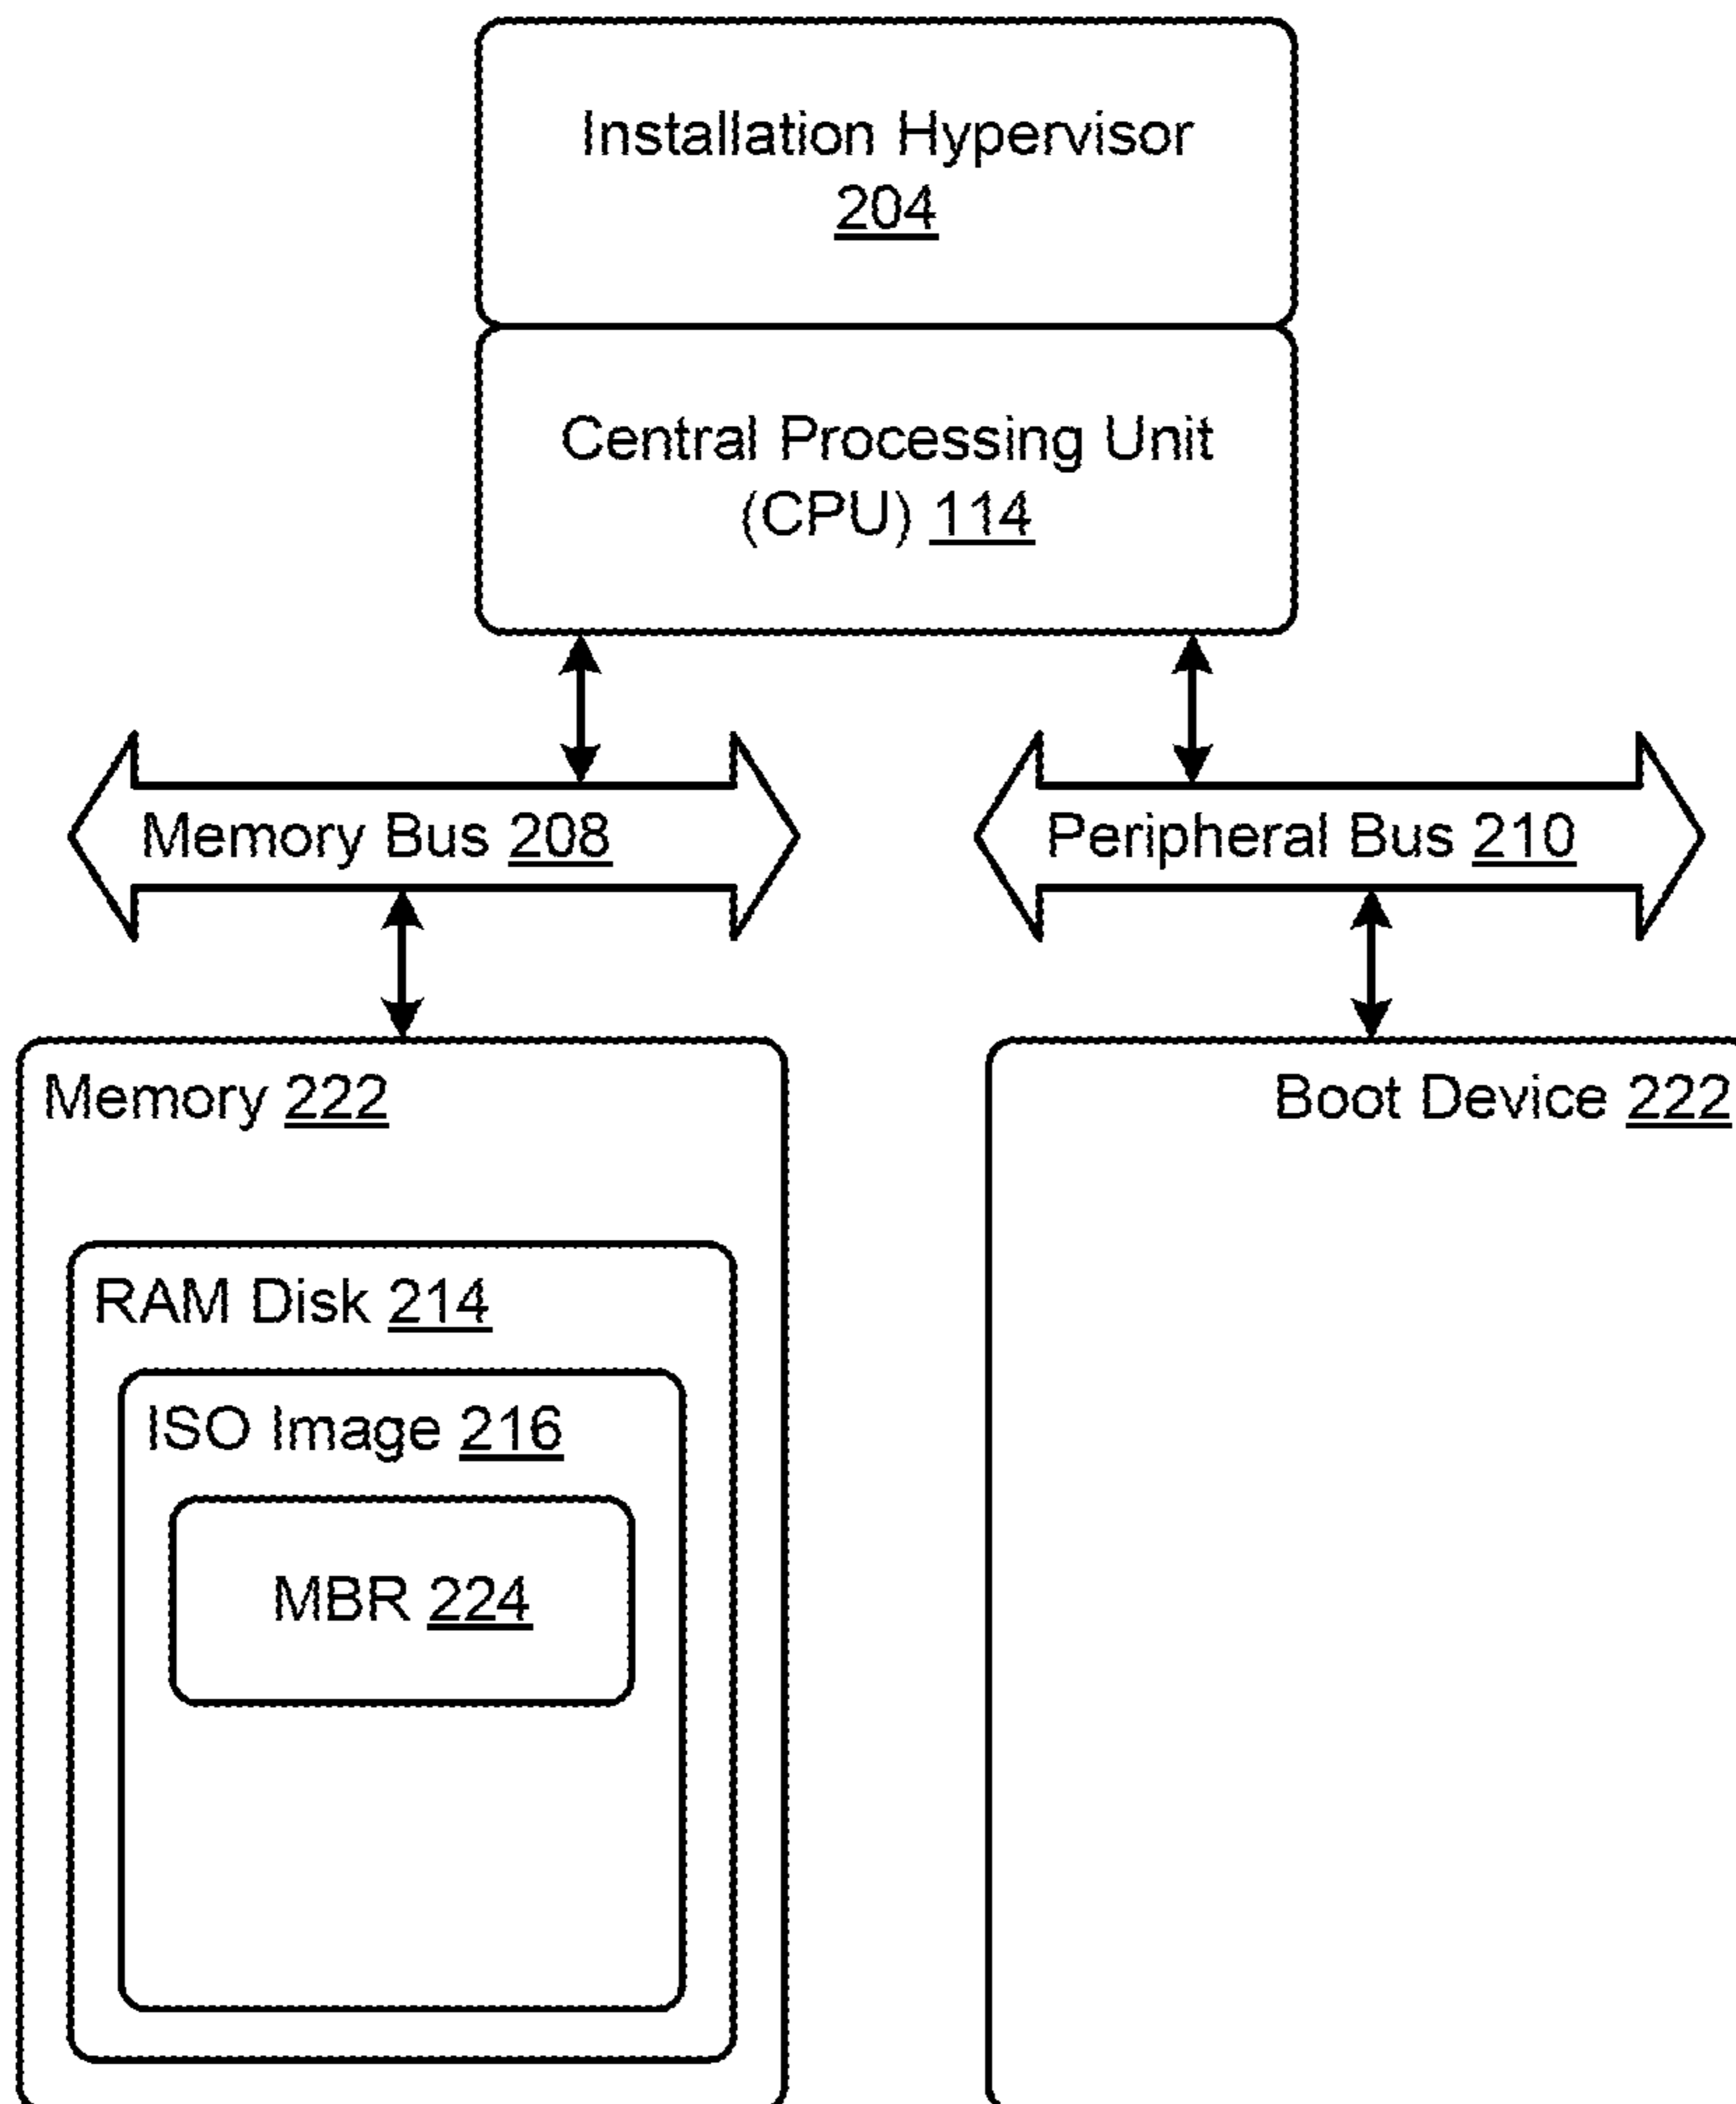 Installation Hypervisor
204
Central Processing Unit
(CPU) 114
Memory Bus 208
Peripheral Bus 210
Memory 222
Boot Device 222
RAM Disk 214
ISO Image 216
MBR 224